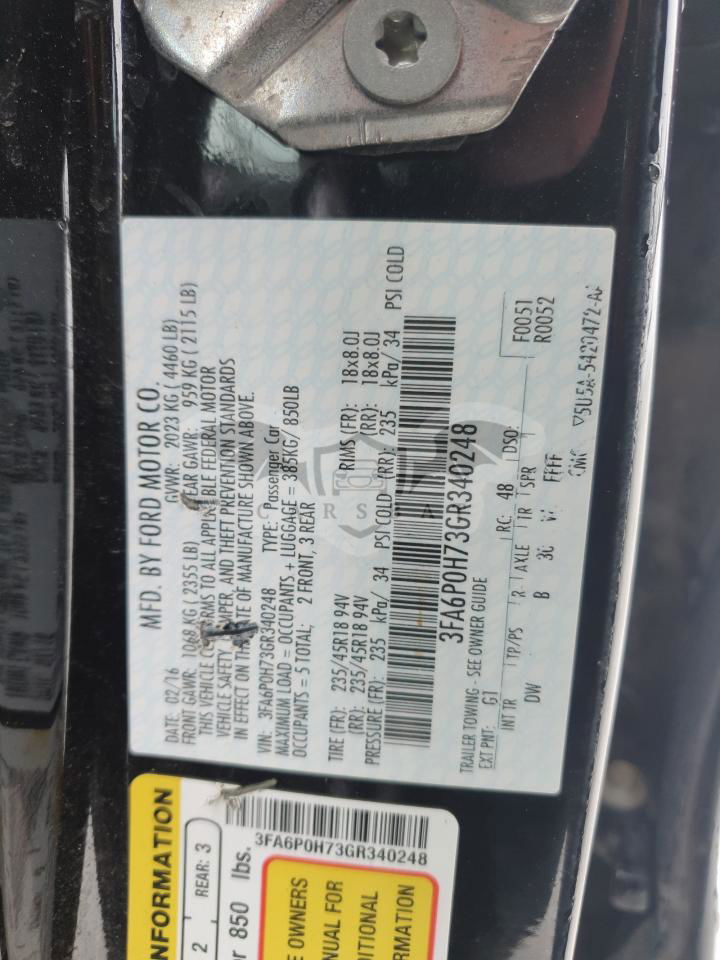 MFD. BY FORD MOTOR CO.
DATE: 02/16 GVWR: 2023 KG ( 4460 LB)
FRONT GAWR: 1068 KG ( 2355 LB) REAR GAWR: 959 KG ( 2115 LB)
THIS VEHICLE CONFORMS TO ALL APPLICABLE FEDERAL MOTOR
VEHICLE SAFETY, BUMPER, AND THEFT PREVENTION STANDARDS
IN EFFECT ON THE DATE OF MANUFACTURE SHOWN ABOVE.
VIN: 3FA6P0H73GR340248 TYPE: Passenger Car
MAXIMUM LOAD = OCCUPANTS + LUGGAGE = 385KG/ 850LB
OCCUPANTS = 5 TOTAL; 2 FRONT, 3 REAR
TIRE (FR): 235/45R18 94V RIMS (FR): 18x8.0J
(RR): 235/45R18 94V (RR): 18x8.0J
PRESSURE (FR): 235 kPa/ 34 PSI COLD (RR): 235 kPa/ 34 PSI COLD
3FA6P0H73GR340248
TRAILER TOWING - SEE OWNER GUIDE
EXT PNT: G1 RC: 48 DSO: F0051
R0052
INT TR TP/PS R AXLE TR SPR
DW B 36 FFFF
CARSFA
INFORMATION
2 REAR: 3
or 850 lbs.
3FA6P0H73GR340248
E OWNERS
NUAL FOR
DITIONAL
ORMATION